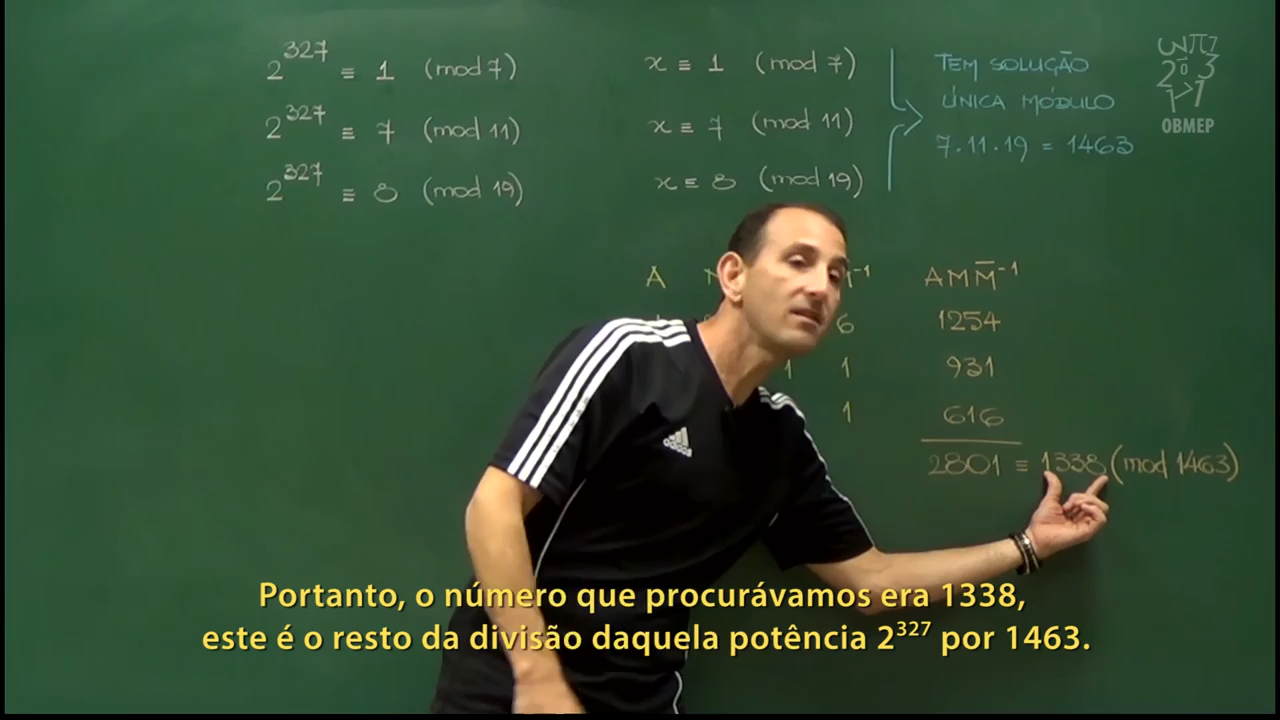 2^327 ≡ 1 (mod 7)
2^327 ≡ 7 (mod 11)
2^327 ≡ 8 (mod 19)
x ≡ 1 (mod 7)
x ≡ 7 (mod 11)
x ≡ 8 (mod 19)
TEM SOLUÇÃO
ÚNICA MÓDULO
7.11.19 = 1463
OBMEP
A -1 A M M̄^-1
6 1254
1 1 931
1 616
2801 ≡ 1338 (mod 1463)
adidas
Portanto, o número que procurávamos era 1338,
este é o resto da divisão daquela potência 2^327 por 1463.